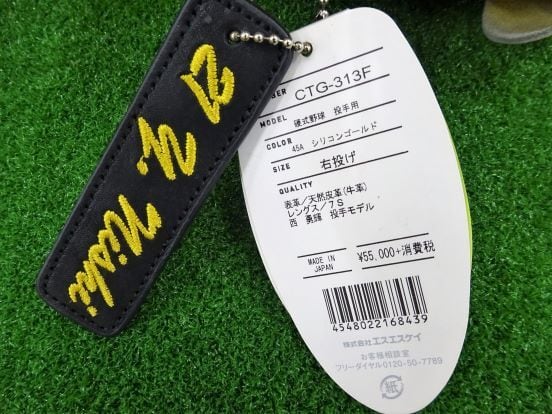 21 Y. Nishi
NUMBER CTG-313F
MODEL 硬式野球 投手用
COLOR 45A シリコンゴールド
SIZE 右投げ
QUALITY
表革／天然皮革(牛革)
レングス／7S
西 勇輝 投手モデル
MADE IN
JAPAN
¥55,000+消費税
4548022168439
株式会社エスエスケイ
お客様相談室
フリーダイヤル0120-50-7789
紙